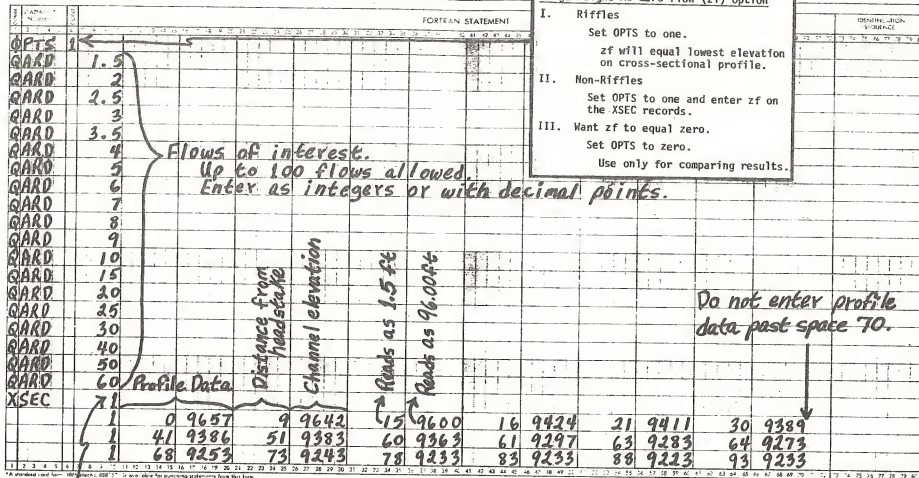 FORTRAN STATEMENT
I. Riffles
Set OPTS to one.
zf will equal lowest elevation
on cross-sectional profile.
II. Non-Riffles
Set OPTS to one and enter zf on
the XSEC records.
III. Want zf to equal zero.
Set OPTS to zero.
Use only for comparing results.
OPTS 1
QARD 1.5
QARD 2
QARD 2.5
QARD 3
QARD 3.5
QARD 4
QARD 5
QARD 6
QARD 7
QARD 8
QARD 9
QARD 10
QARD 15
QARD 20
QARD 25
QARD 30
QARD 40
QARD 50
QARD 60
Flows of interest.
Up to 100 flows allowed.
Enter as integers or with decimal points.
Profile Data
Distance from
headstake
Channel elevation
Reads as 1.5 ft
Reads as 96.00ft
Do not enter profile
data past space 70.
XSEC 71
1 0 9657 9 9642 15 9600 16 9424 21 9411 30 9389
1 41 9386 51 9383 60 9363 61 9297 63 9283 64 9273
1 68 9253 73 9243 78 9233 83 9233 88 9223 93 9233